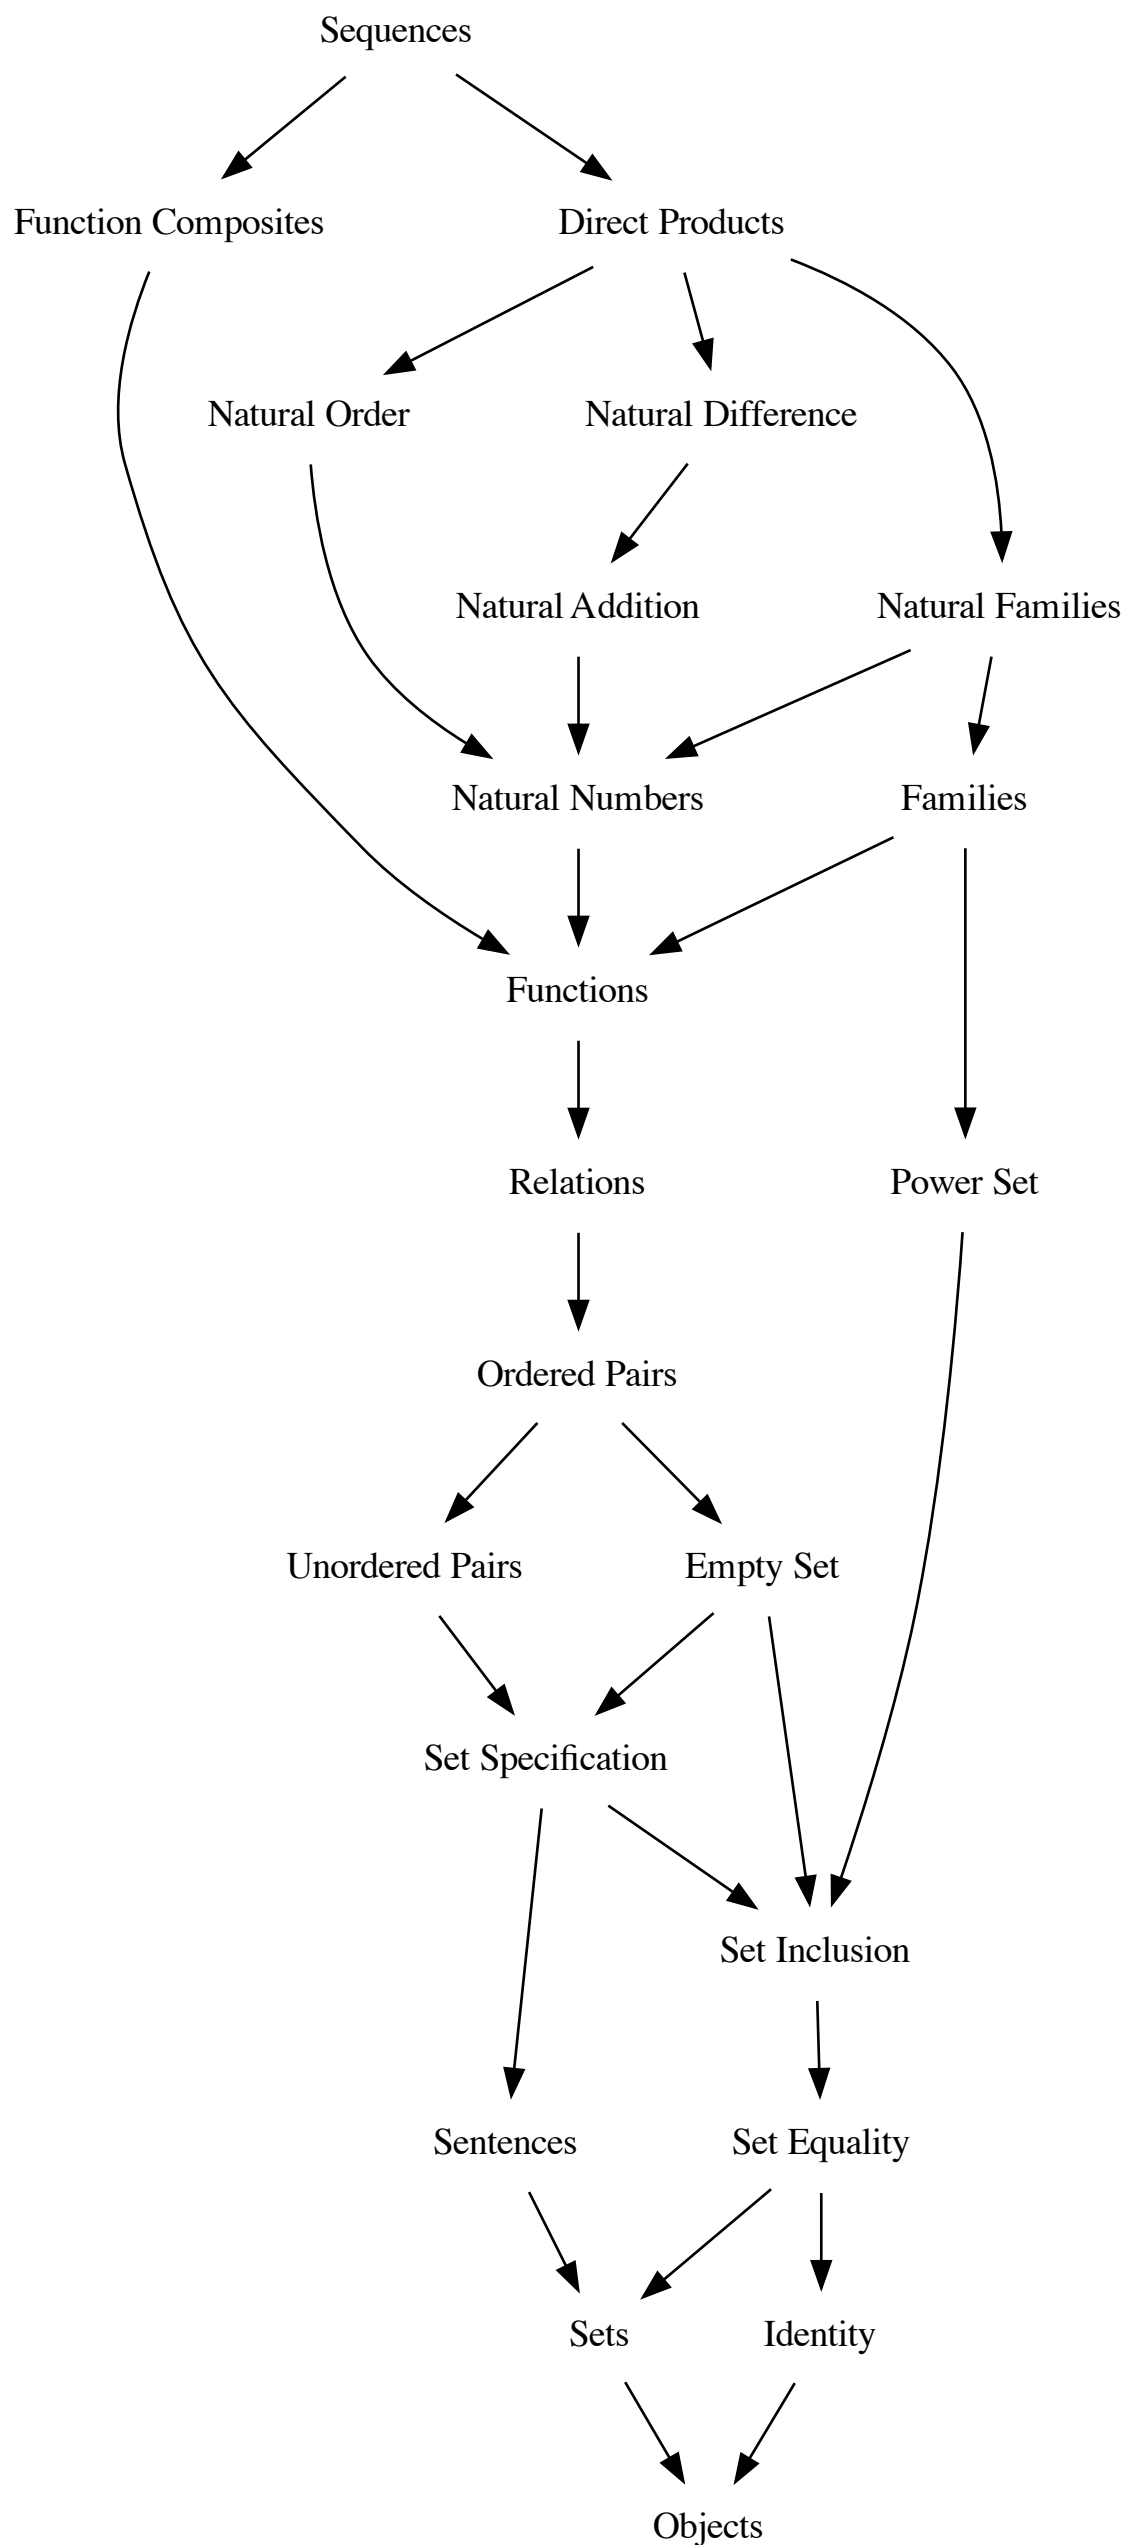 Sequences
Function Composites
Direct Products
Natural Order
Natural Difference
Natural Addition
Natural Families
Natural Numbers
Families
Functions
Relations
Power Set
Ordered Pairs
Unordered Pairs
Empty Set
Set Specification
Set Inclusion
Sentences
Set Equality
Sets
Identity
Objects